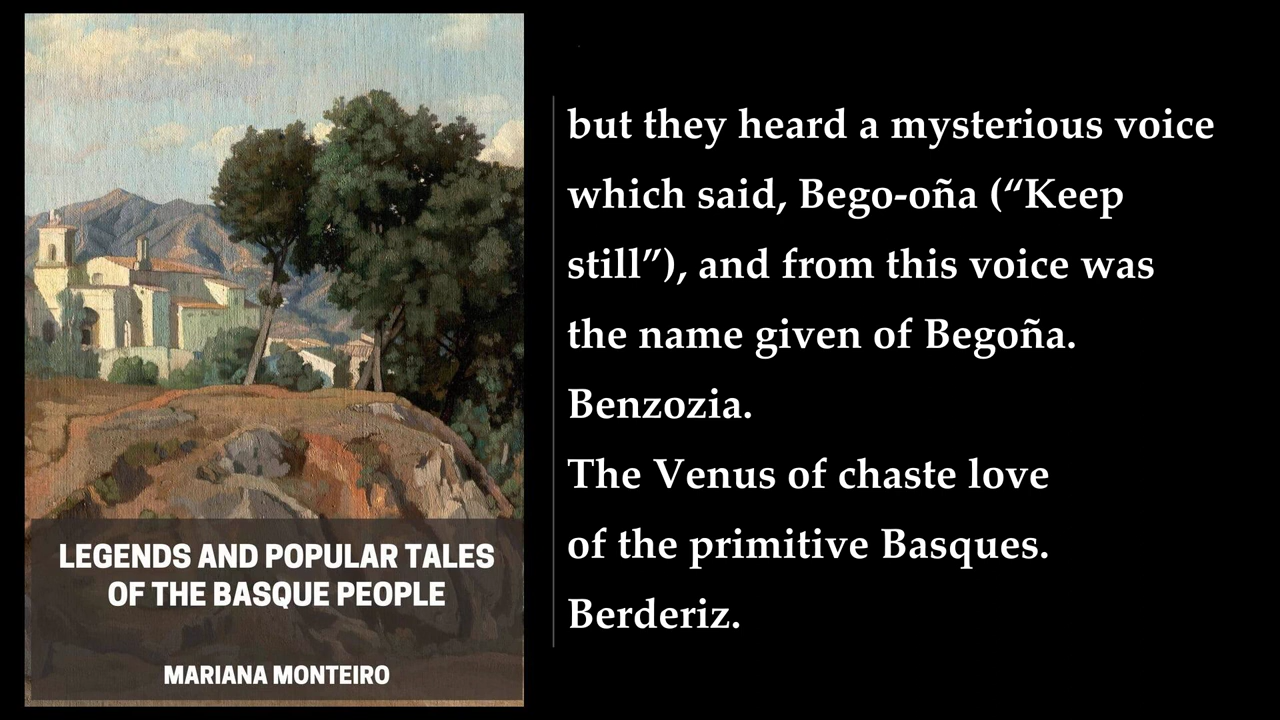 LEGENDS AND POPULAR TALES
OF THE BASQUE PEOPLE
MARIANA MONTEIRO
but they heard a mysterious voice
which said, Bego-oña (“Keep
still”), and from this voice was
the name given of Begoña.
Benzozia.
The Venus of chaste love
of the primitive Basques.
Berderiz.